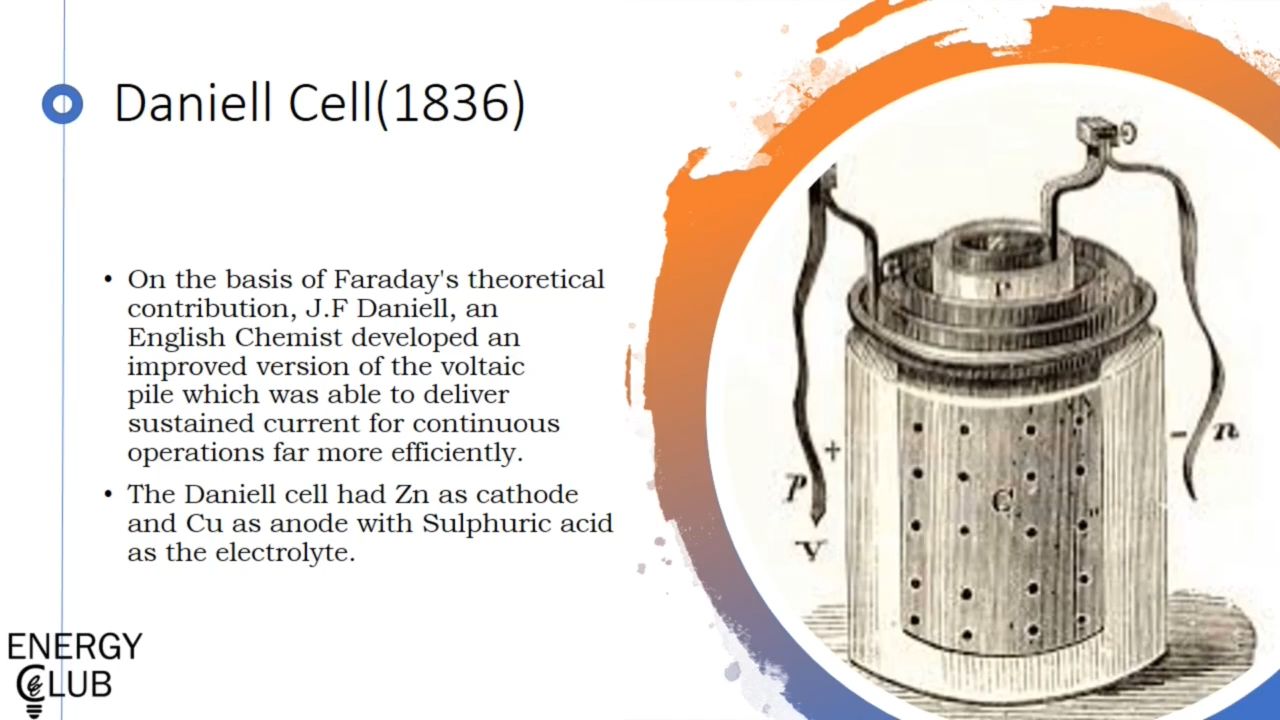 Daniell Cell(1836)
• On the basis of Faraday's theoretical
contribution, J.F Daniell, an
English Chemist developed an
improved version of the voltaic
pile which was able to deliver
sustained current for continuous
operations far more efficiently.
• The Daniell cell had Zn as cathode
and Cu as anode with Sulphuric acid
as the electrolyte.
P
C
+
p
V
- n
ENERGY
CLUB